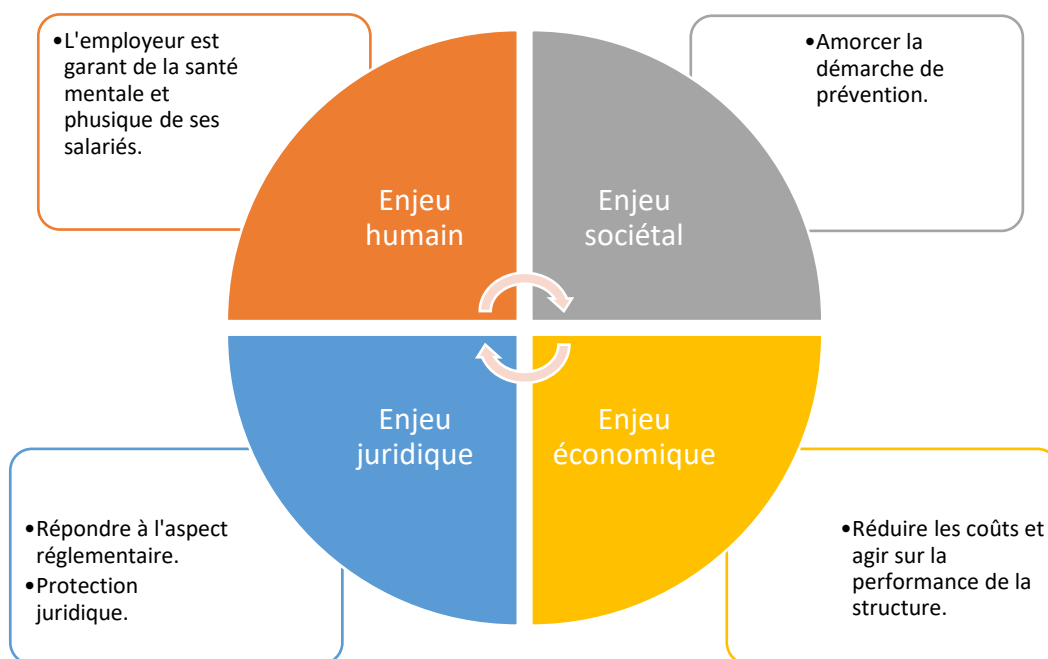 •L'employeur est
garant de la santé
mentale et
phusique de ses
salariés.
•Amorcer la
démarche de
prévention.
Enjeu
humain
Enjeu
sociétal
Enjeu
juridique
Enjeu
économique
•Répondre à l'aspect
réglementaire.
•Protection
juridique.
•Réduire les coûts et
agir sur la
performance de la
structure.